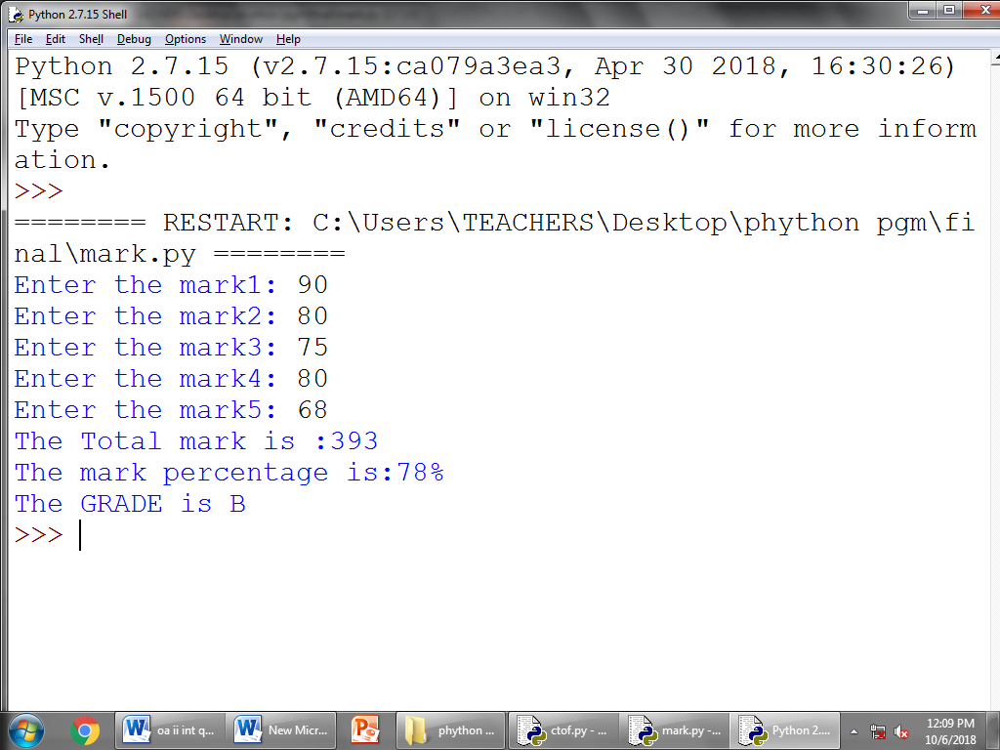 Python 2.7.15 Shell
File Edit Shell Debug Options Window Help
Python 2.7.15 (v2.7.15:ca079a3ea3, Apr 30 2018, 16:30:26)
[MSC v.1500 64 bit (AMD64)] on win32
Type "copyright", "credits" or "license()" for more inform
ation.
>>>
======== RESTART: C:\Users\TEACHERS\Desktop\phython pgm\fi
nal\mark.py ========
Enter the mark1: 90
Enter the mark2: 80
Enter the mark3: 75
Enter the mark4: 80
Enter the mark5: 68
The Total mark is :393
The mark percentage is:78%
The GRADE is B
>>>
oa ii int q... New Micr... phython ... ctof.py - ... mark.py -... Python 2....
12:09 PM
10/6/2018